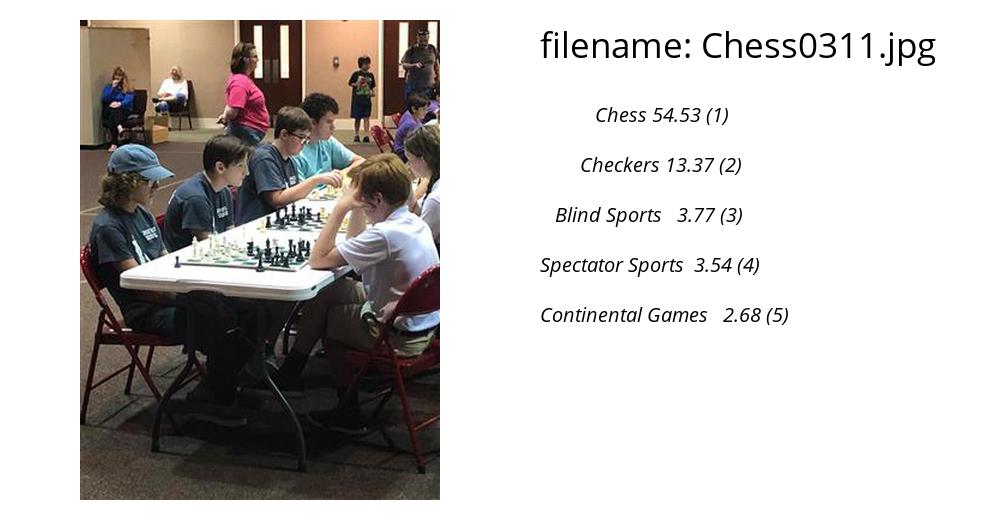 filename: Chess0311.jpg
Chess 54.53 (1)
Checkers 13.37 (2)
Blind Sports 3.77 (3)
Spectator Sports 3.54 (4)
Continental Games 2.68 (5)